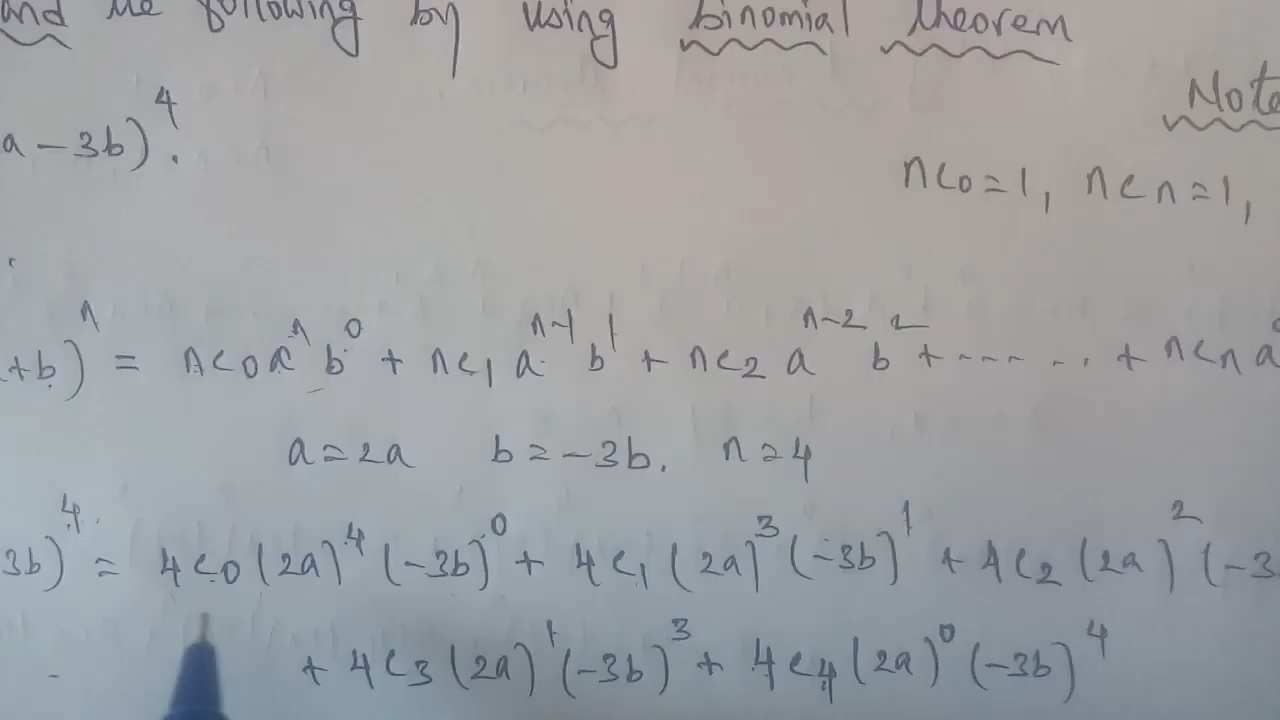 and the following by using binomial theorem
Note
a - 3b)⁴.
nc₀ = 1, ncₙ = 1,
+b)ⁿ = nc₀ aⁿ b⁰ + nc₁ aⁿ⁻¹ b¹ + nc₂ aⁿ⁻² b² + ------ + ncₙ a
a = 2a b = -3b. n = 4
3b)⁴ = 4c₀ (2a)⁴ (-3b)⁰ + 4c₁ (2a)³ (-3b)¹ + 4c₂ (2a)² (-3
+ 4c₃ (2a)¹ (-3b)³ + 4c₄ (2a)⁰ (-3b)⁴